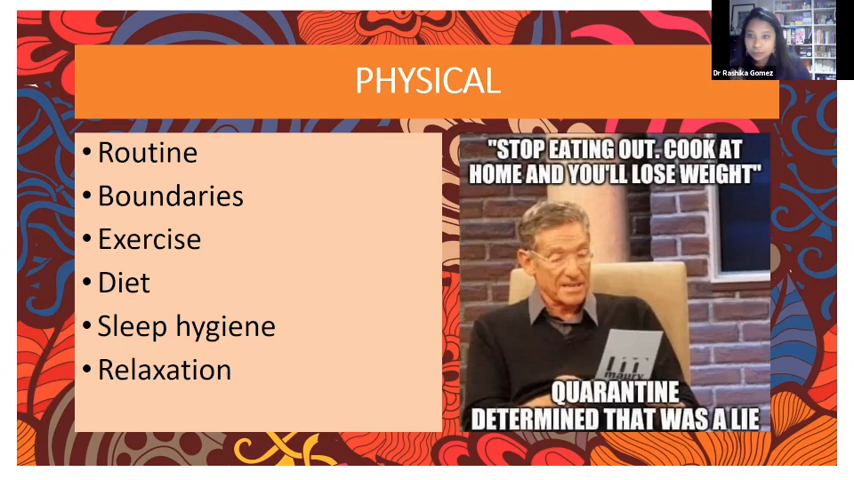 PHYSICAL
Dr Rashika Gomez
• Routine
• Boundaries
• Exercise
• Diet
• Sleep hygiene
• Relaxation
"STOP EATING OUT. COOK AT
HOME AND YOU'LL LOSE WEIGHT"
maury
QUARANTINE
DETERMINED THAT WAS A LIE